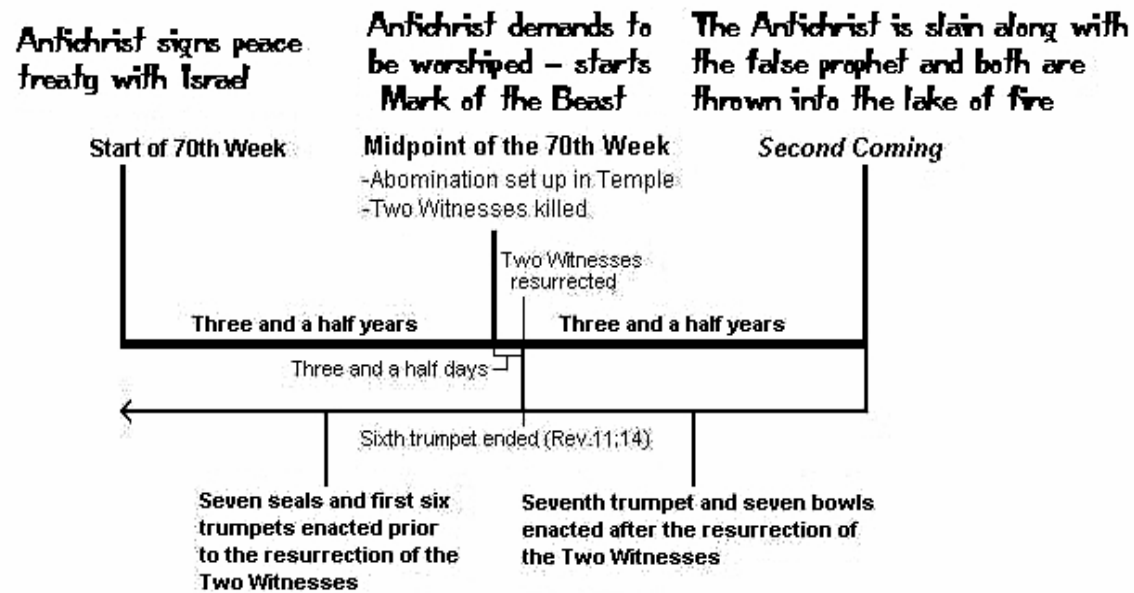 Antichrist signs peace
treaty with Israel
Antichrist demands to
be worshiped – starts
Mark of the Beast
The Antichrist is slain along with
the false prophet and both are
thrown into the lake of fire
Start of 70th Week
Midpoint of the 70th Week
-Abomination set up in Temple
-Two Witnesses killed
Second Coming
Two Witnesses
resurrected
Three and a half years
Three and a half years
Three and a half days
Sixth trumpet ended (Rev.11;14)
Seven seals and first six
trumpets enacted prior
to the resurrection of the
Two Witnesses
Seventh trumpet and seven bowls
enacted after the resurrection of
the Two Witnesses